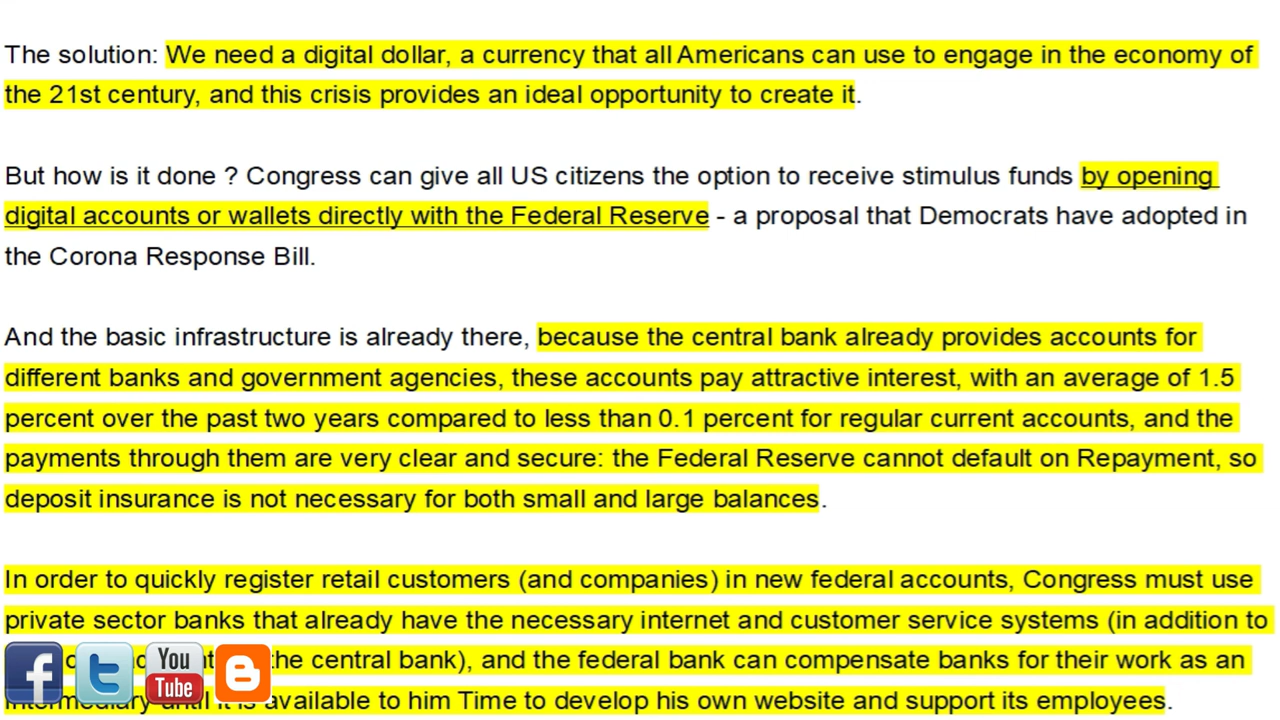 The solution: We need a digital dollar, a currency that all Americans can use to engage in the economy of
the 21st century, and this crisis provides an ideal opportunity to create it.
But how is it done ? Congress can give all US citizens the option to receive stimulus funds by opening
digital accounts or wallets directly with the Federal Reserve - a proposal that Democrats have adopted in
the Corona Response Bill.
And the basic infrastructure is already there, because the central bank already provides accounts for
different banks and government agencies, these accounts pay attractive interest, with an average of 1.5
percent over the past two years compared to less than 0.1 percent for regular current accounts, and the
payments through them are very clear and secure: the Federal Reserve cannot default on Repayment, so
deposit insurance is not necessary for both small and large balances.
In order to quickly register retail customers (and companies) in new federal accounts, Congress must use
private sector banks that already have the necessary internet and customer service systems (in addition to
the central bank), and the federal bank can compensate banks for their work as an
intermediary until it is available to him Time to develop his own website and support its employees.
You
Tube